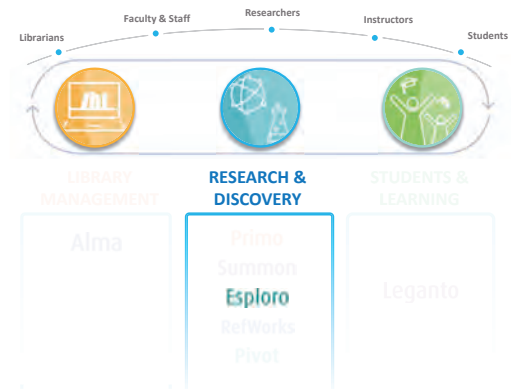 Librarians
Faculty & Staff
Researchers
Instructors
Students
LIBRARY
MANAGEMENT
RESEARCH &
DISCOVERY
STUDENTS &
LEARNING
Alma
Primo
Summon
Esploro
RefWorks
Pivot
Leganto